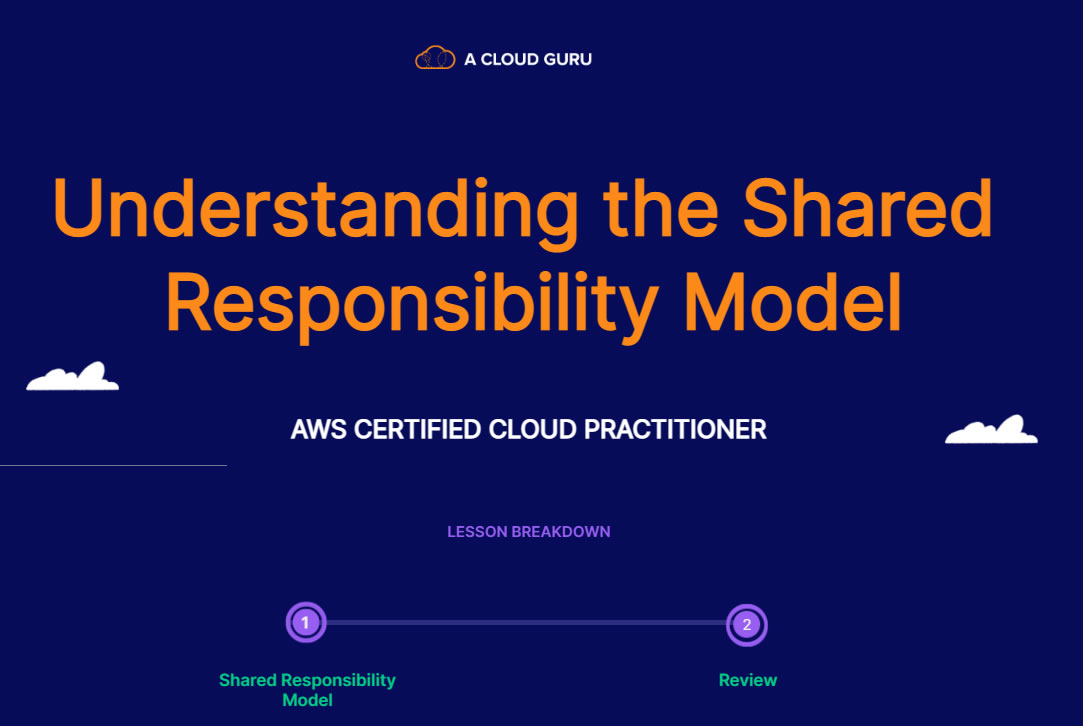 A CLOUD GURU
Understanding the Shared
Responsibility Model
AWS CERTIFIED CLOUD PRACTITIONER
LESSON BREAKDOWN
1
2
Shared Responsibility
Model
Review